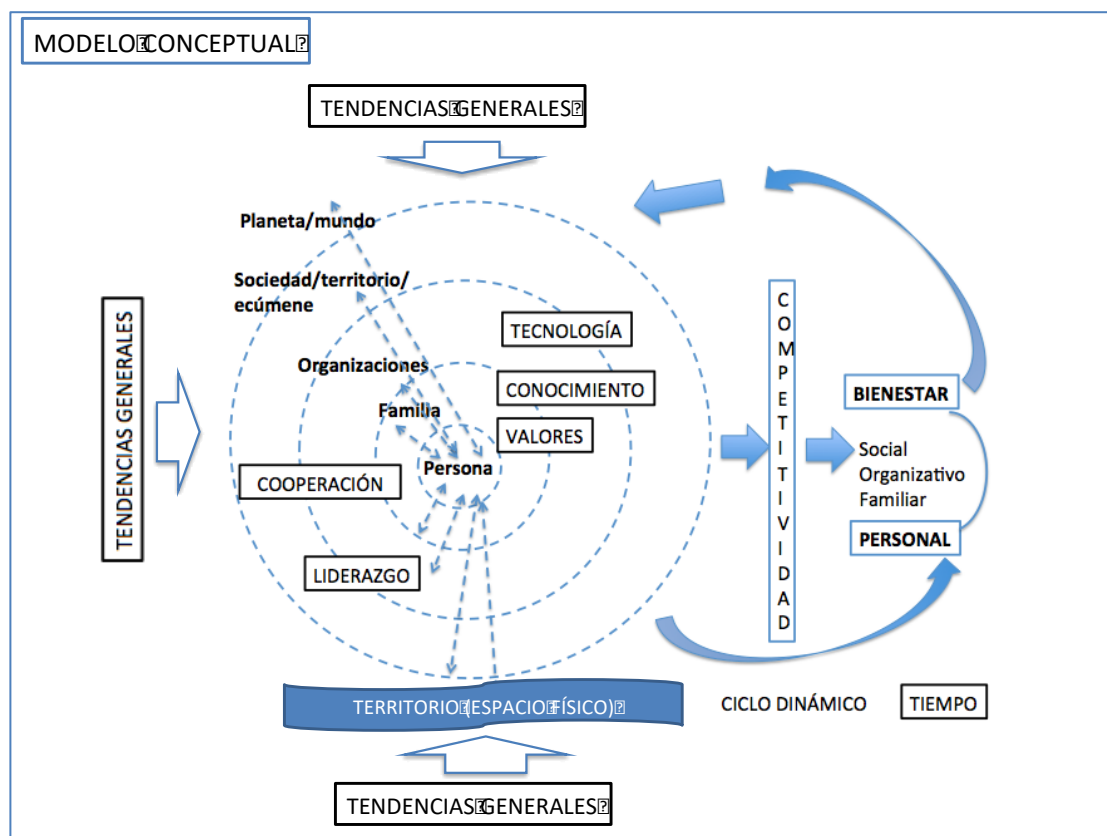 MODELO CONCEPTUAL
TENDENCIAS GENERALES
Planeta/mundo
Sociedad/territorio/
ecúmene
TECNOLOGÍA
Organizaciones
CONOCIMIENTO
Familia
VALORES
Persona
COOPERACIÓN
LIDERAZGO
TENDENCIAS GENERALES
COMPETITIVIDAD
BIENESTAR
Social
Organizativo
Familiar
PERSONAL
TERRITORIO (ESPACIO FÍSICO)
CICLO DINÁMICO
TIEMPO
TENDENCIAS GENERALES